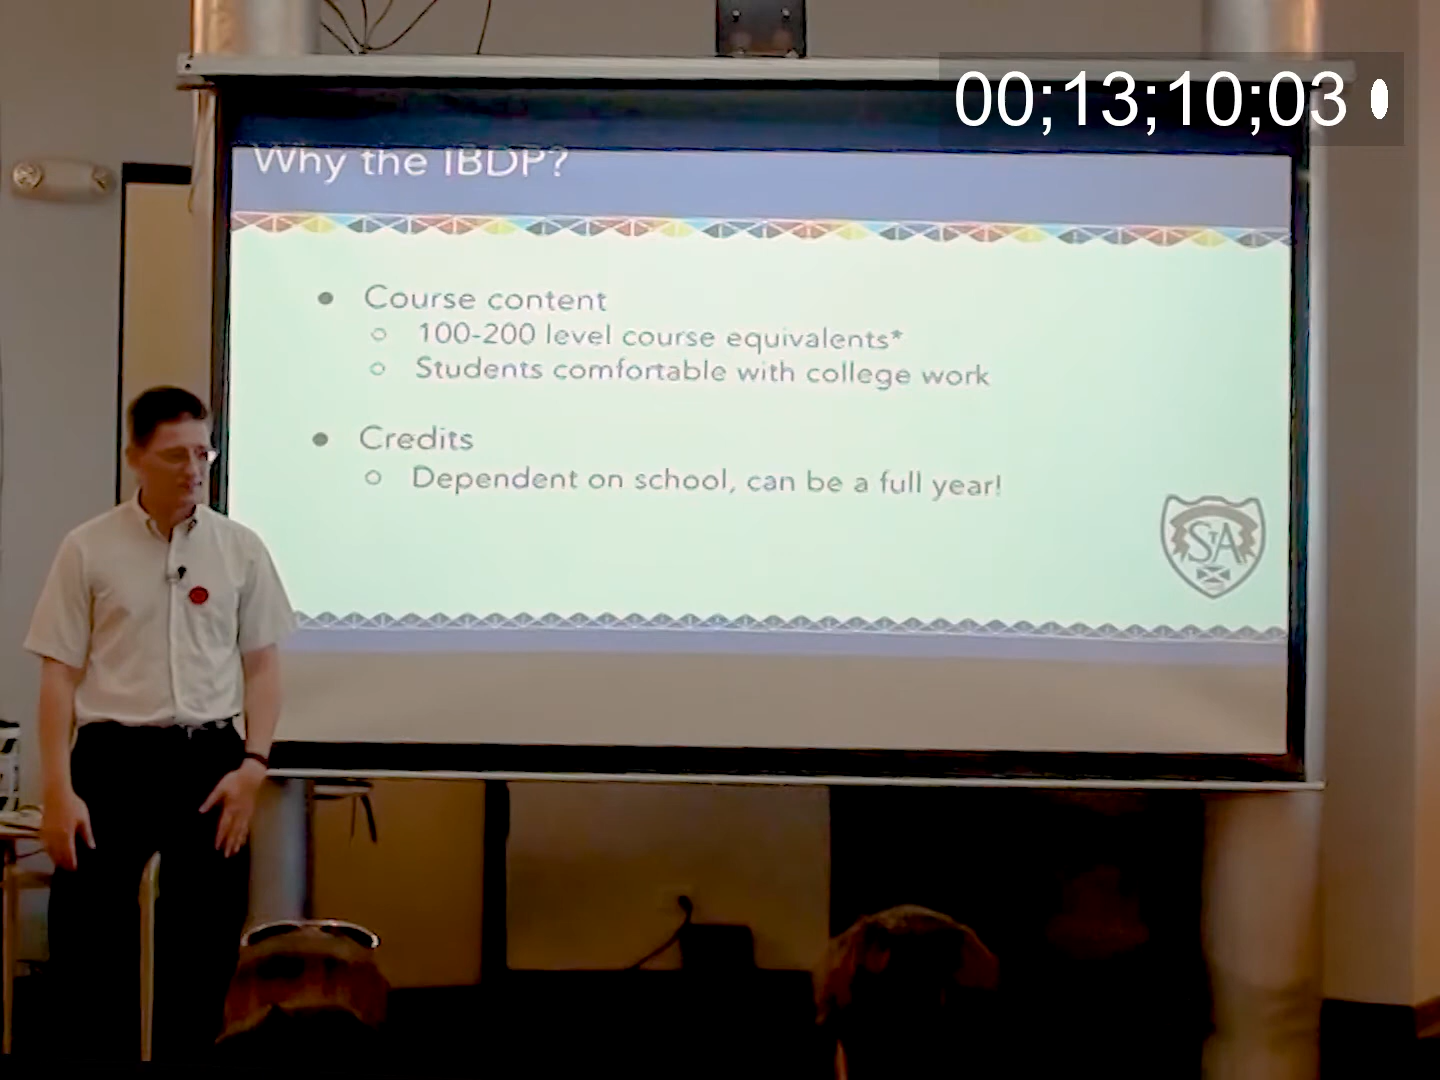 00;13;10;03
Why the IBDP?
● Course content
○ 100-200 level course equivalents*
○ Students comfortable with college work
● Credits
○ Dependent on school, can be a full year!
STA